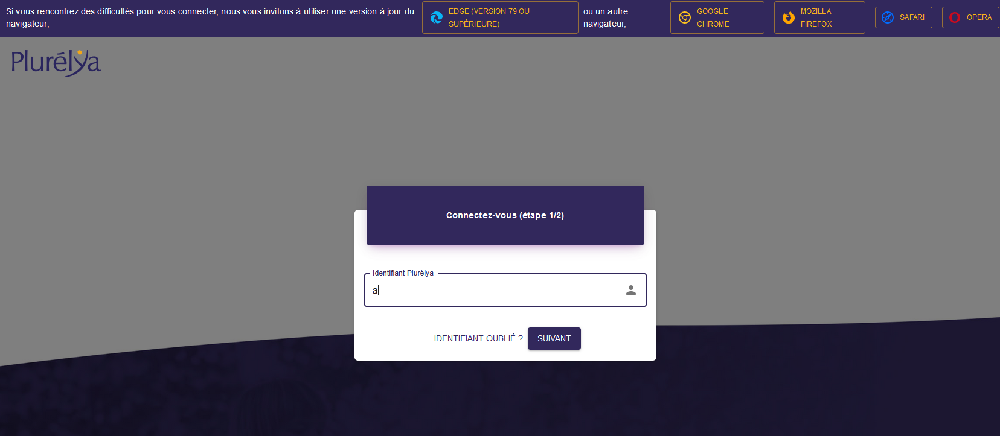 Si vous rencontrez des difficultés pour vous connecter, nous vous invitons à utiliser une version à jour du
navigateur,
EDGE (VERSION 79 OU
SUPÉRIEURE)
ou un autre
navigateur,
GOOGLE
CHROME
MOZILLA
FIREFOX
SAFARI
OPERA
Plurélya
Connectez-vous (étape 1/2)
Identifiant Plurélya
a
IDENTIFIANT OUBLIÉ ?
SUIVANT